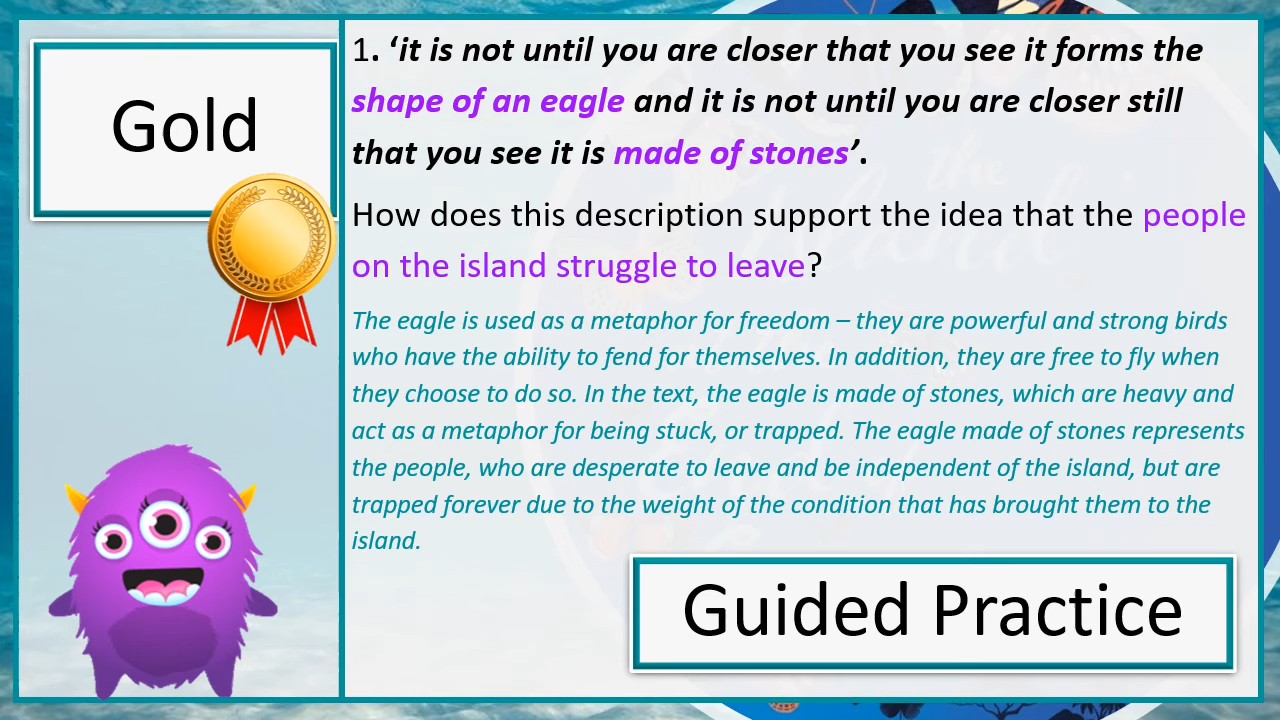 Gold
1. ‘it is not until you are closer that you see it forms the
shape of an eagle and it is not until you are closer still
that you see it is made of stones’.
How does this description support the idea that the people
on the island struggle to leave?
The eagle is used as a metaphor for freedom – they are powerful and strong birds
who have the ability to fend for themselves. In addition, they are free to fly when
they choose to do so. In the text, the eagle is made of stones, which are heavy and
act as a metaphor for being stuck, or trapped. The eagle made of stones represents
the people, who are desperate to leave and be independent of the island, but are
trapped forever due to the weight of the condition that has brought them to the
island.
Guided Practice